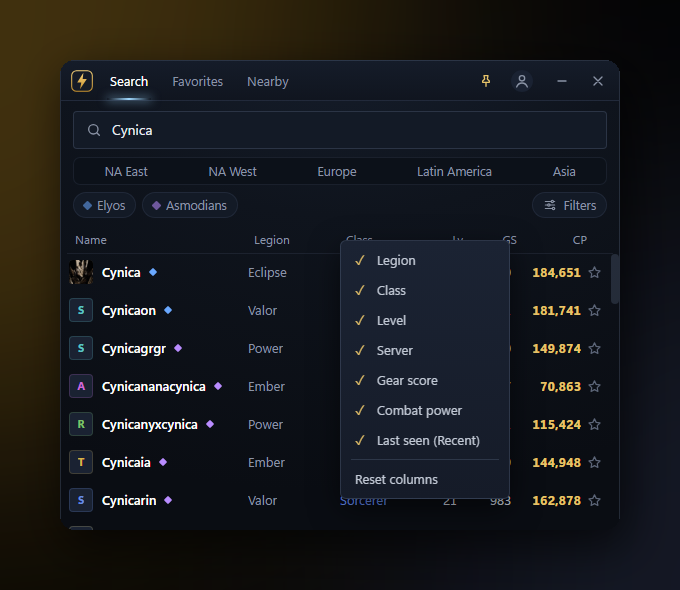 Search Favorites Nearby
Cynica
NA East NA West Europe Latin America Asia
Elyos Asmodians Filters
Name Legion Class Lv GS CP
Cynica Eclipse 184,651
S Cynicaon Valor 181,741
S Cynicagrgr Power 149,874
A Cynicananacynica Ember 70,863
R Cynicanyxcynica Power 115,424
T Cynicaia Ember 144,948
S Cynicarin Valor Sorcerer 21 983 162,878
Legion
Class
Level
Server
Gear score
Combat power
Last seen (Recent)
Reset columns